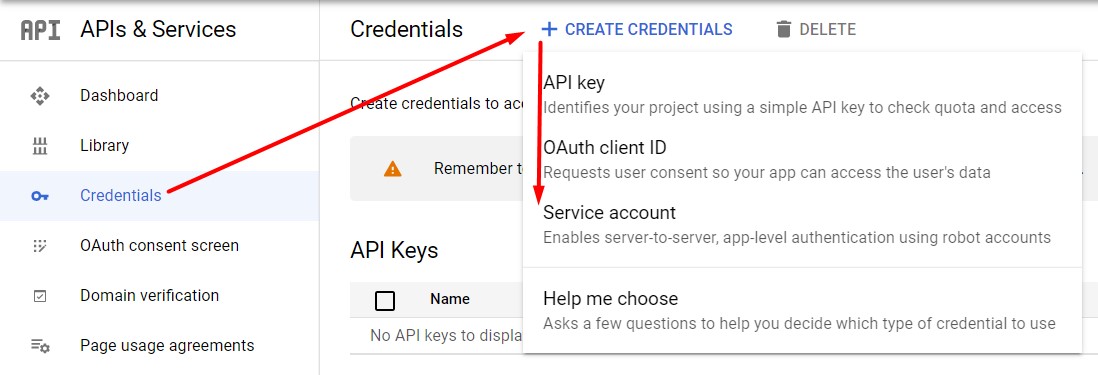 API APIs & Services
Credentials
+ CREATE CREDENTIALS
DELETE
Dashboard
Library
Credentials
OAuth consent screen
Domain verification
Page usage agreements
Create credentials to
Remember
API Keys
Name
No API keys to
API key
Identifies your project using a simple API key to check quota and access
OAuth client ID
Requests user consent so your app can access the user's data
Service account
Enables server-to-server, app-level authentication using robot accounts
Help me choose
Asks a few questions to help you decide which type of credential to use